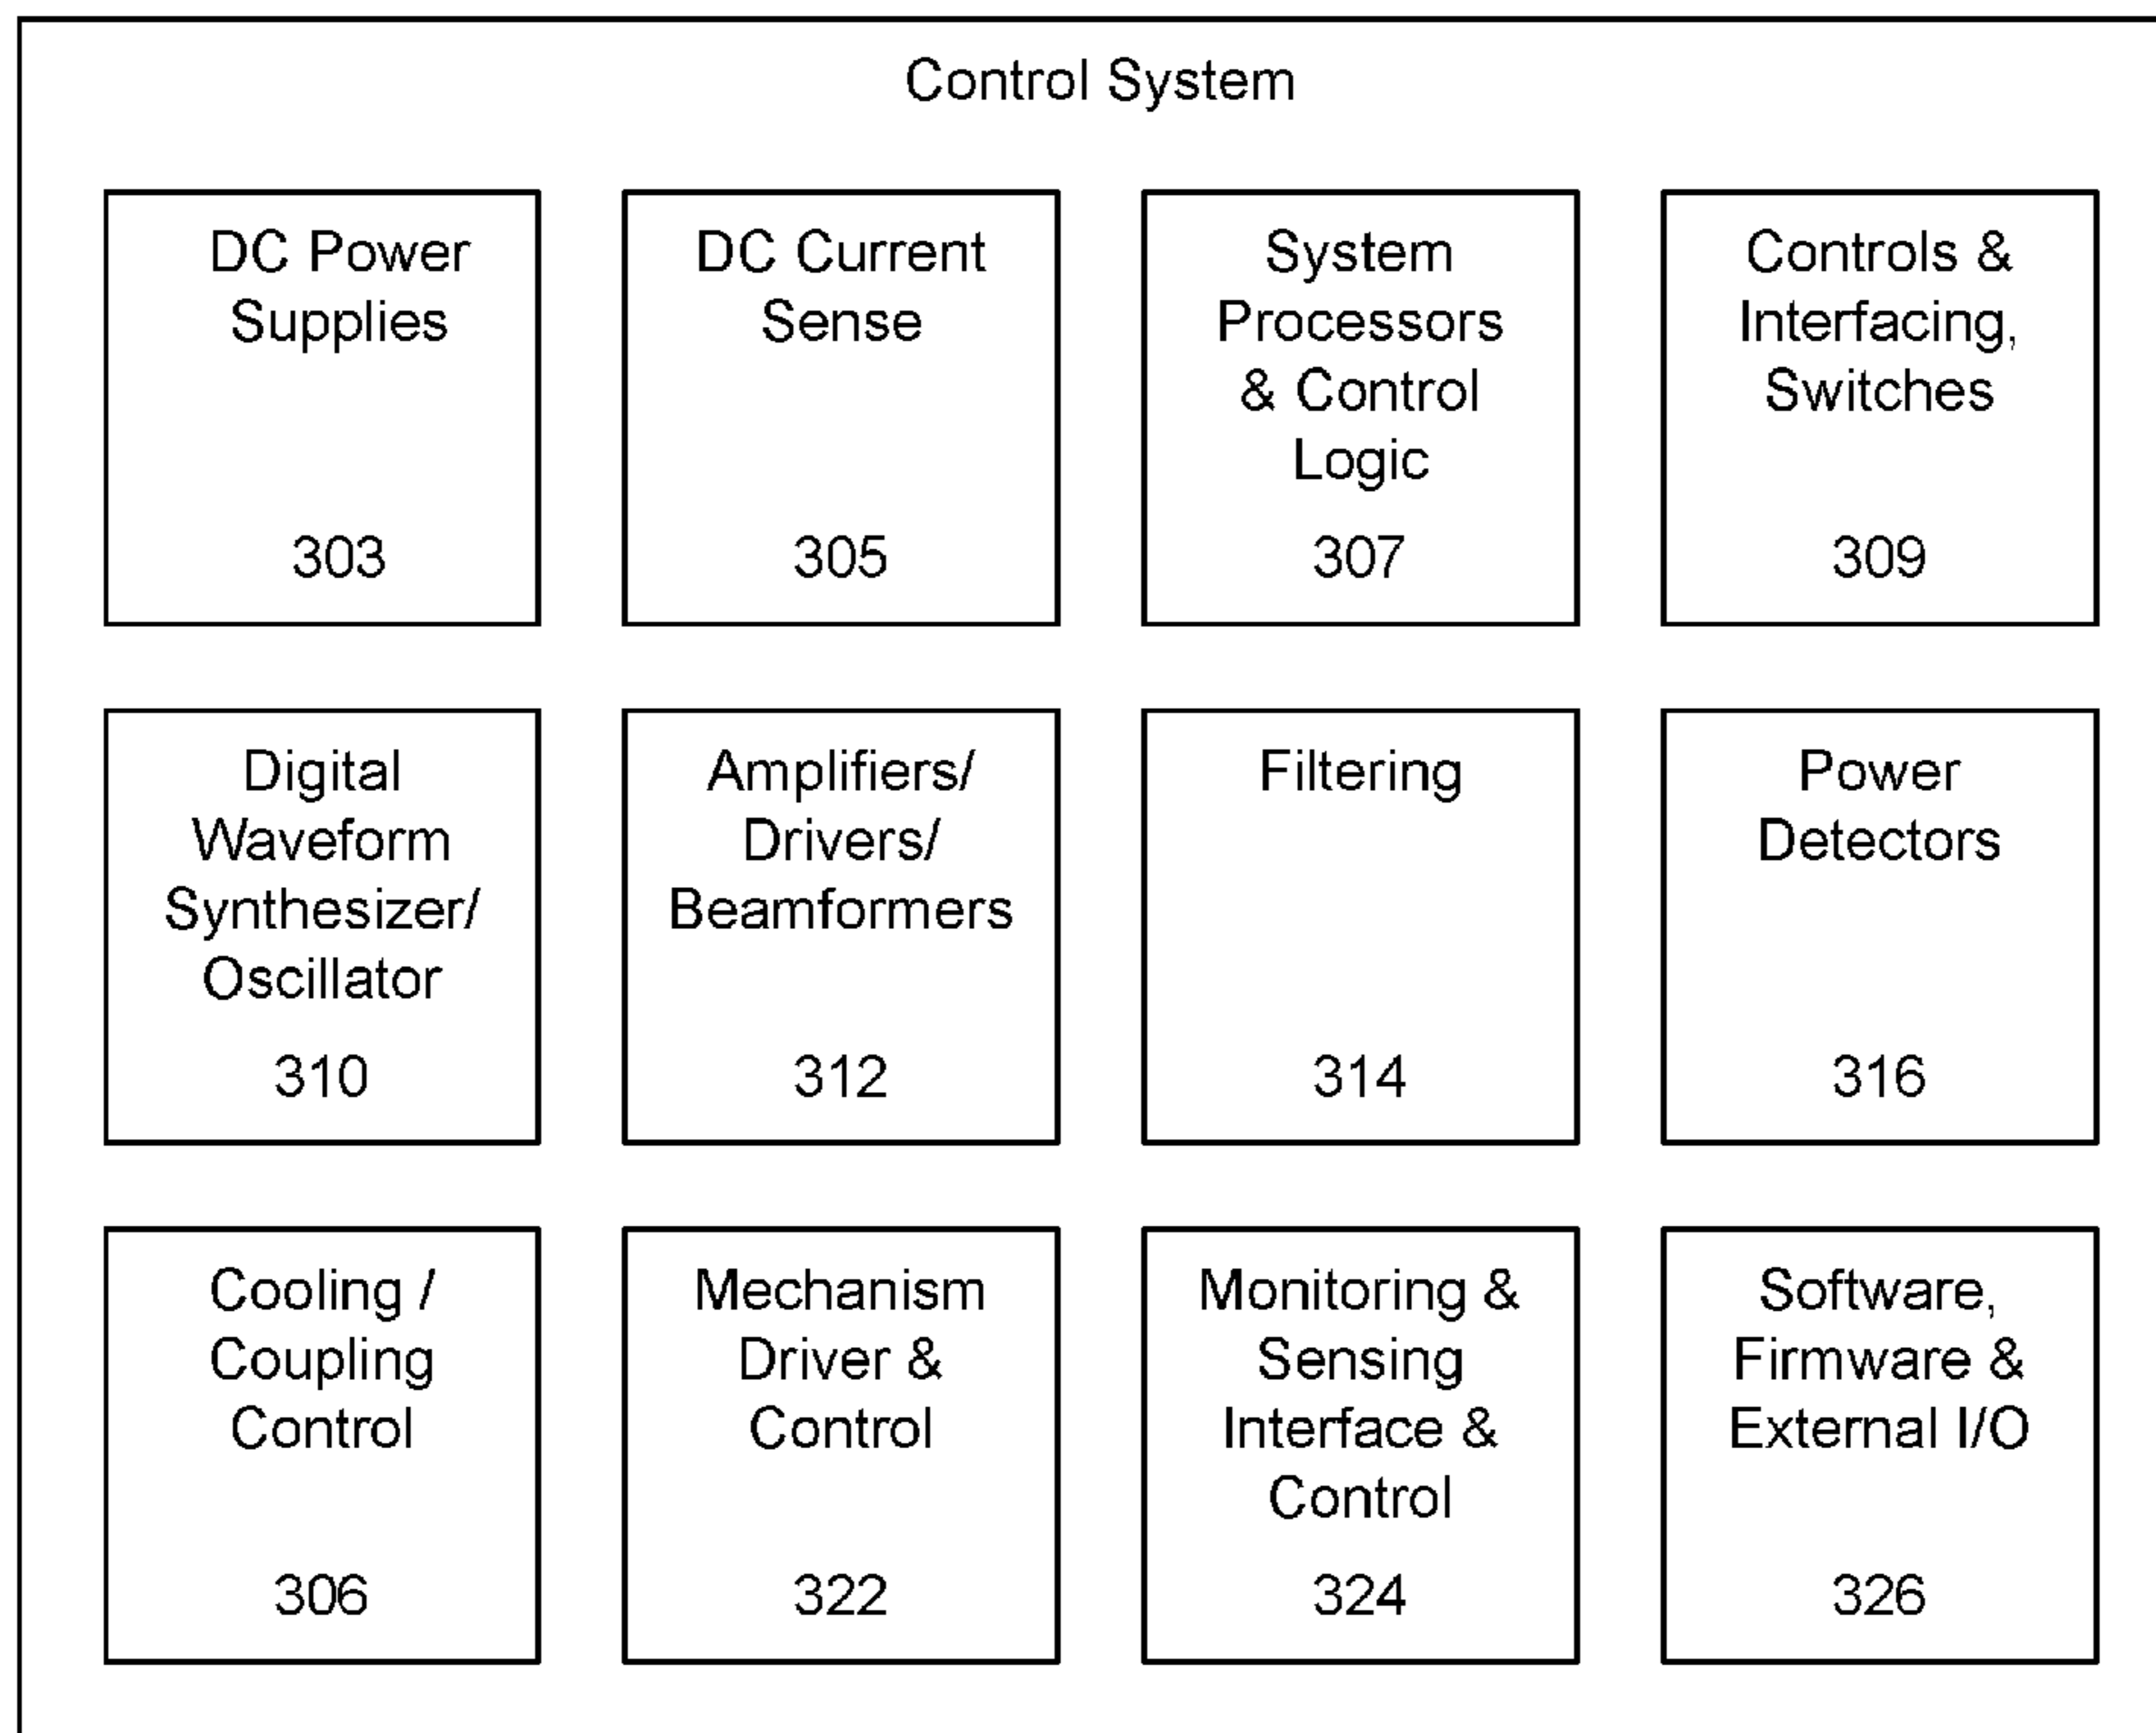 Control System
DC Power
Supplies
303
DC Current
Sense
305
System
Processors
& Control
Logic
307
Controls &
Interfacing,
Switches
309
Digital
Waveform
Synthesizer/
Oscillator
310
Amplifiers/
Drivers/
Beamformers
312
Filtering
314
Power
Detectors
316
Cooling /
Coupling
Control
306
Mechanism
Driver &
Control
322
Monitoring &
Sensing
Interface &
Control
324
Software,
Firmware &
External I/O
326